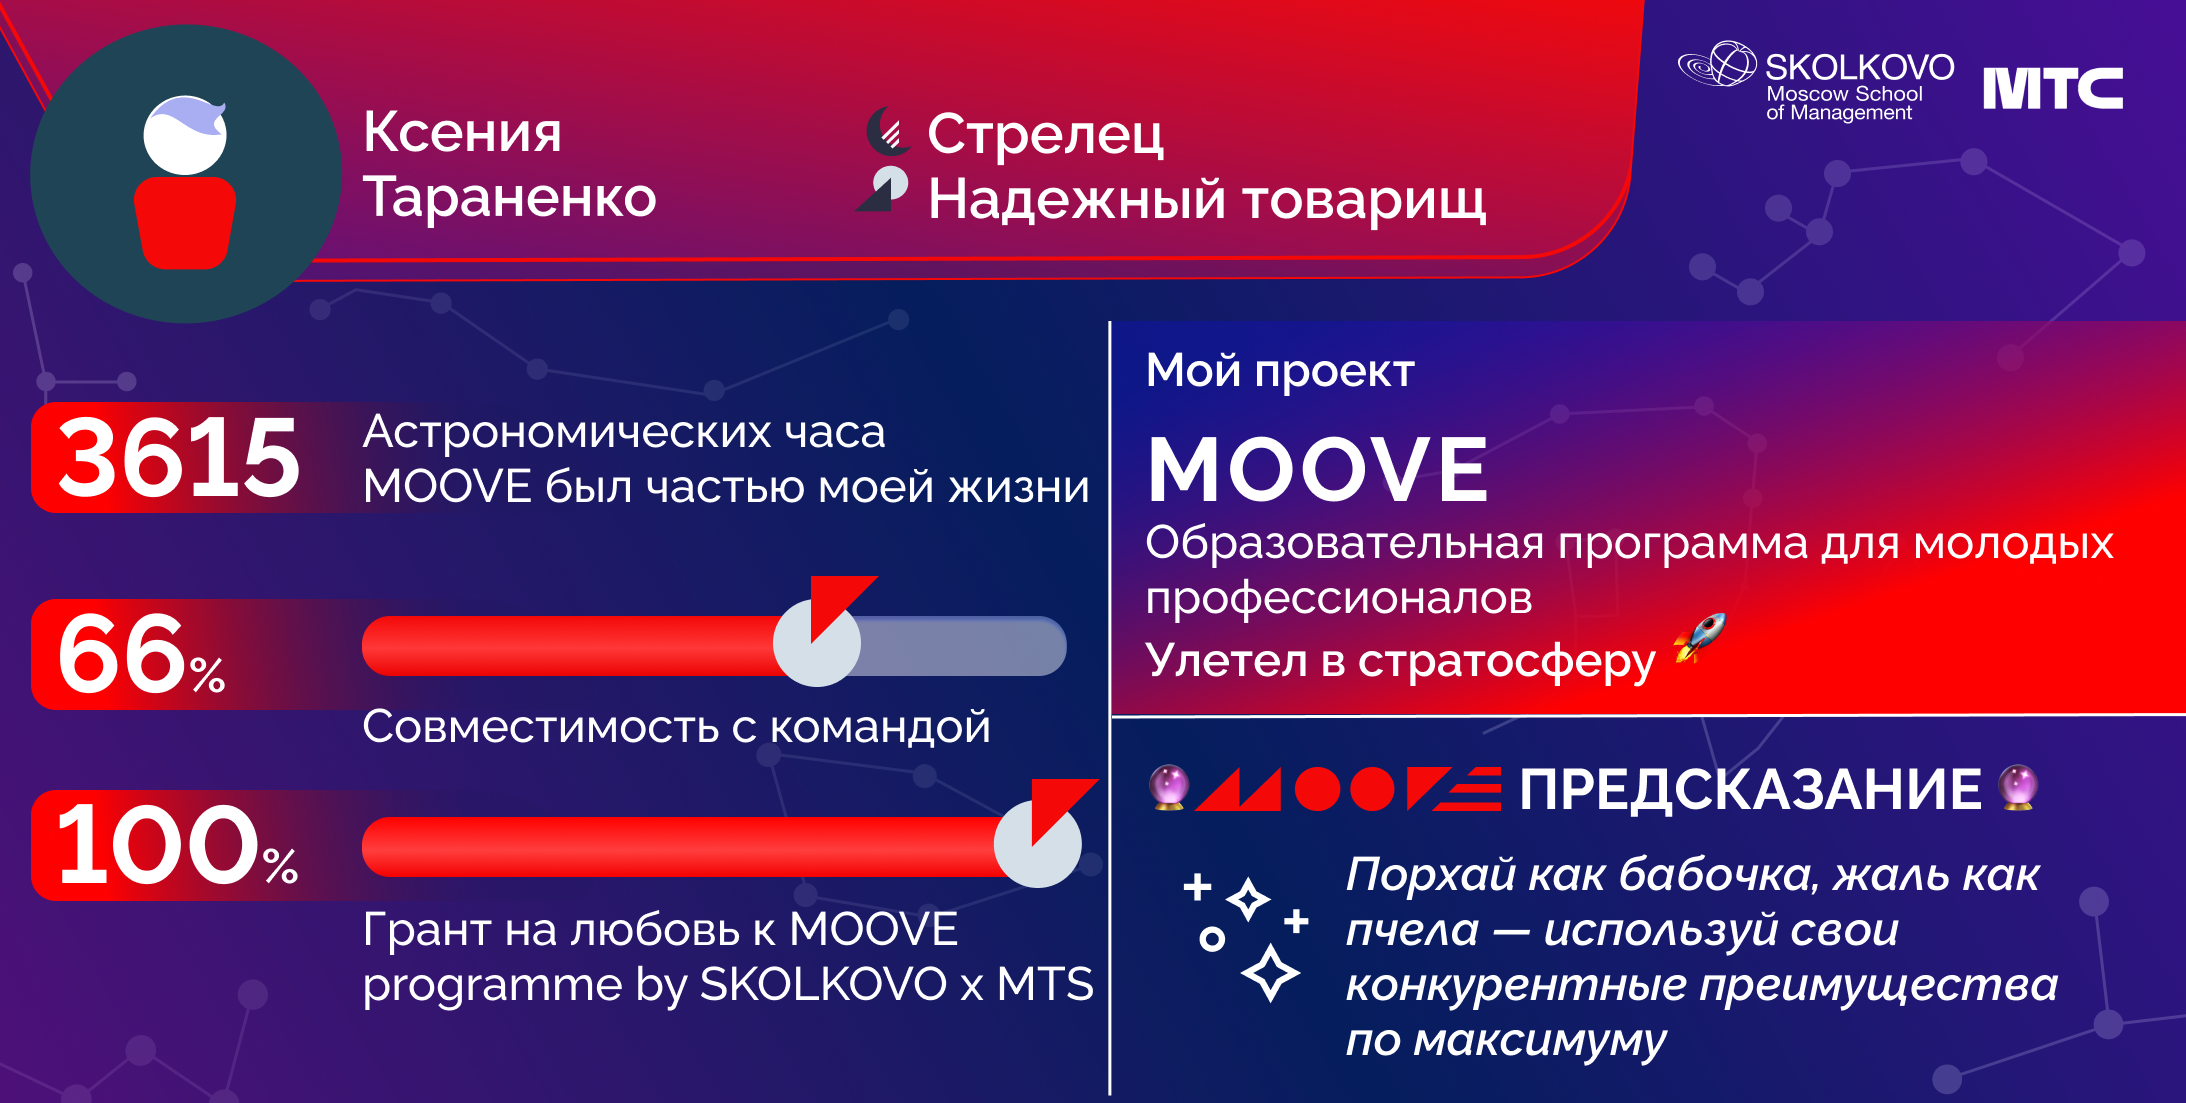 Ксения
Тараненко
Стрелец
Надежный товарищ
SKOLKOVO
Moscow School
of Management
МТС
3615
Астрономических часа
MOOVE был частью моей жизни
66%
Совместимость с командой
100%
Грант на любовь к MOOVE
programme by SKOLKOVO x MTS
Мой проект
MOOVE
Образовательная программа для молодых
профессионалов
Улетел в стратосферу
MOOVE ПРЕДСКАЗАНИЕ
Порхай как бабочка, жаль как
пчела — используй свои
конкурентные преимущества
по максимуму